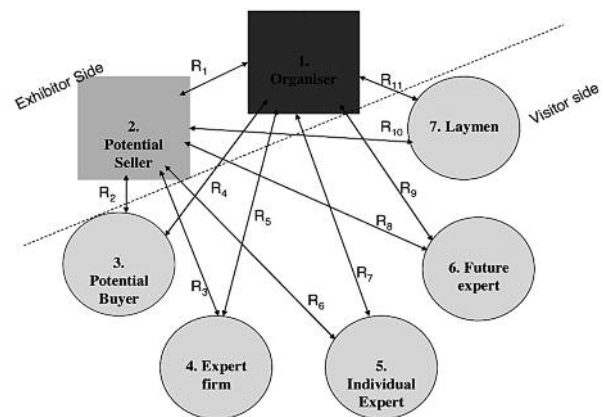 Exhibitor Side
R1
1.
Organiser
R11
Visitor side
2.
Potential
Seller
R10
7. Laymen
R2
R4
R5
R8
R9
3.
Potential
Buyer
R3
R6
R7
6. Future
expert
4. Expert
firm
5.
Individual
Expert